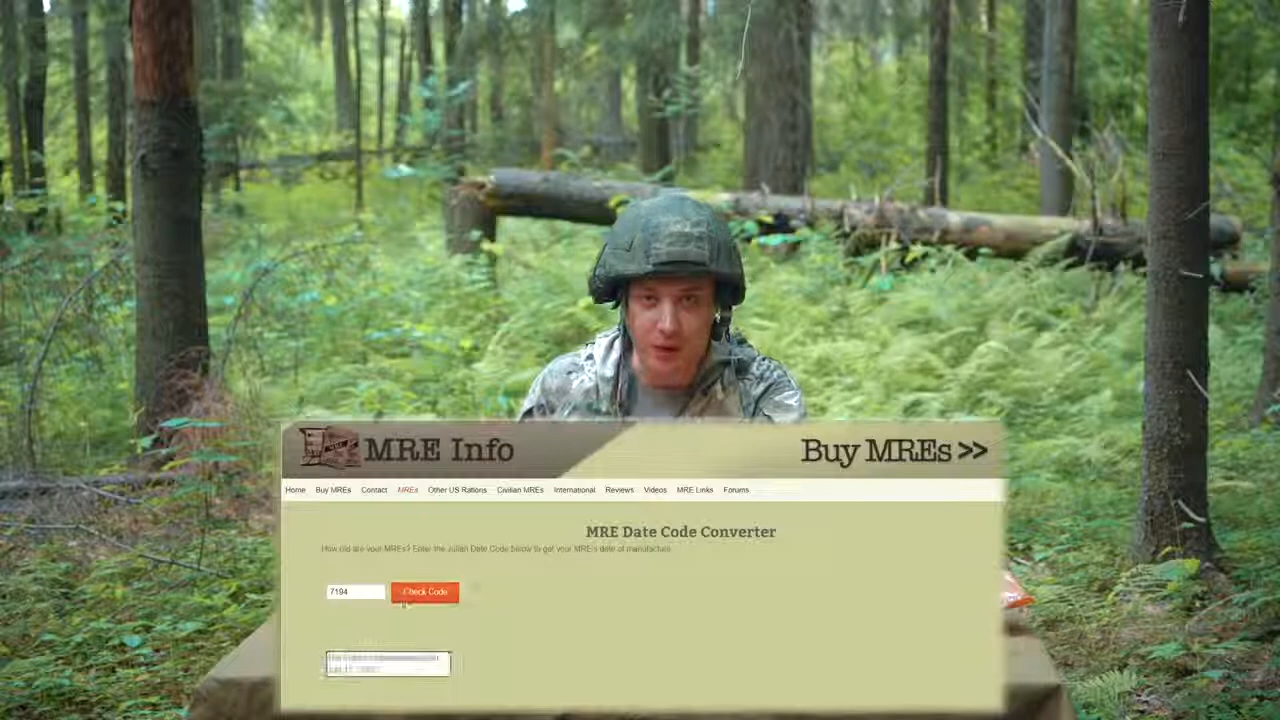 MRE Info
Buy MREs >>
Home Buy MREs Contact MREs Other US Rations Civilian MREs International Reviews Videos MRE Links Forums
MRE Date Code Converter
How old are your MREs? Enter the Julian Date Code below to get your MRE's date of manufacture.
7194 Check Code